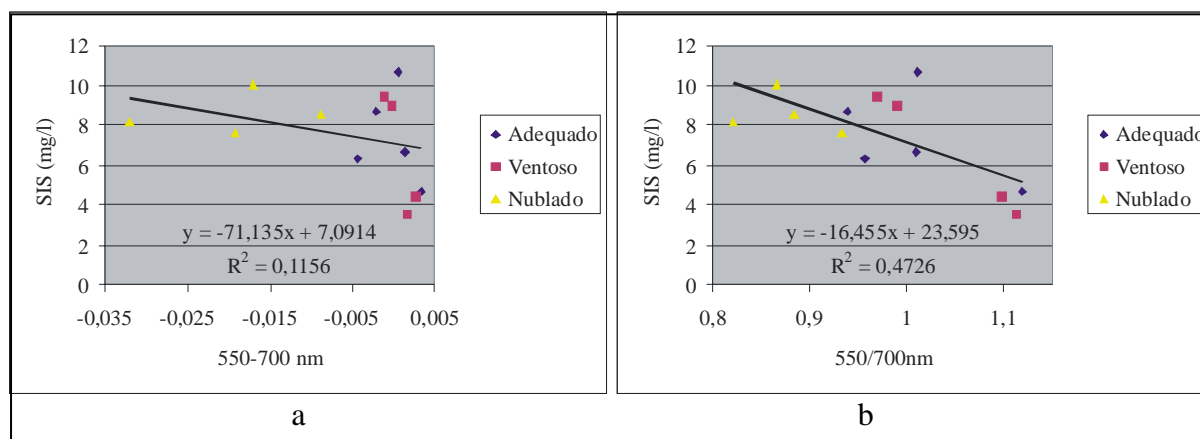 12
10
8
6
4
2
0
SIS (mg/l)
-0,035 -0,025 -0,015 -0,005 0,005
550-700 nm
y = -71,135x + 7,0914
R² = 0,1156
Adequado
Ventoso
Nublado
a
12
10
8
6
4
2
0
SIS (mg/l)
0,8 0,9 1 1,1
550/700nm
y = -16,455x + 23,595
R² = 0,4726
Adequado
Ventoso
Nublado
b